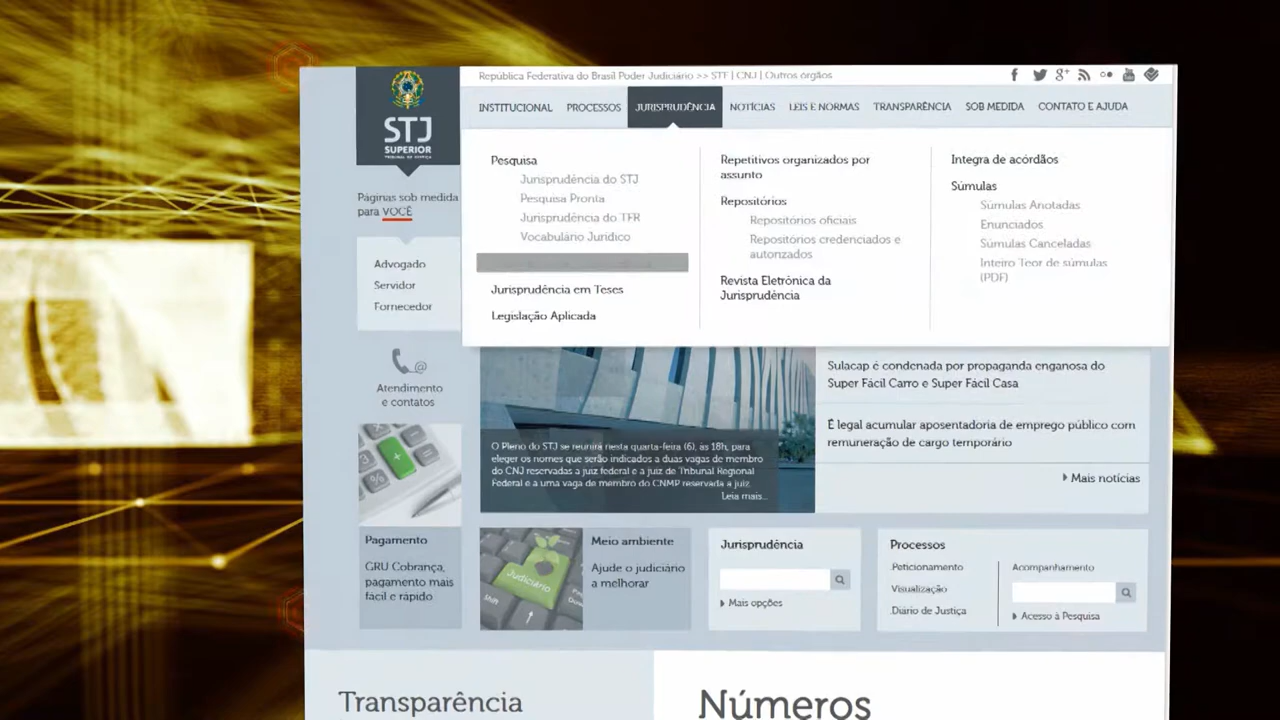 República Federativa do Brasil Poder Judiciário >> STF | CNJ | Outros órgãos
STJ
SUPERIOR
TRIBUNAL DE JUSTIÇA
INSTITUCIONAL
PROCESSOS
JURISPRUDÊNCIA
NOTÍCIAS
LEIS E NORMAS
TRANSPARÊNCIA
SOB MEDIDA
CONTATO E AJUDA
Páginas sob medida
para VOCÊ
Advogado
Servidor
Fornecedor
Atendimento
e contatos
Pesquisa
Jurisprudência do STJ
Pesquisa Pronta
Jurisprudência do TFR
Vocabulário Jurídico
Jurisprudência em Teses
Legislação Aplicada
Repetitivos organizados por
assunto
Repositórios
Repositórios oficiais
Repositórios credenciados e
autorizados
Revista Eletrônica da
Jurisprudência
Integra de acórdãos
Súmulas
Súmulas Anotadas
Enunciados
Súmulas Canceladas
Inteiro Teor de súmulas
(PDF)
O Pleno do STJ se reunirá nesta quarta-feira (6), às 18h, para
eleger os nomes que serão indicados a duas vagas de membro
do CNJ reservadas a juiz federal e a juiz de Tribunal Regional
Federal e a uma vaga de membro do CNMP reservada a juiz.
Leia mais...
Sulacap é condenada por propaganda enganosa do
Super Fácil Carro e Super Fácil Casa
É legal acumular aposentadoria de emprego público com
remuneração de cargo temporário
Mais notícias
Pagamento
GRU Cobrança,
pagamento mais
fácil e rápido
Judiciário
Shift
Meio ambiente
Ajude o judiciário
a melhorar
Jurisprudência
Mais opções
Processos
Peticionamento
Visualização
Diário de Justiça
Acompanhamento
Acesso à Pesquisa
Transparência
Números